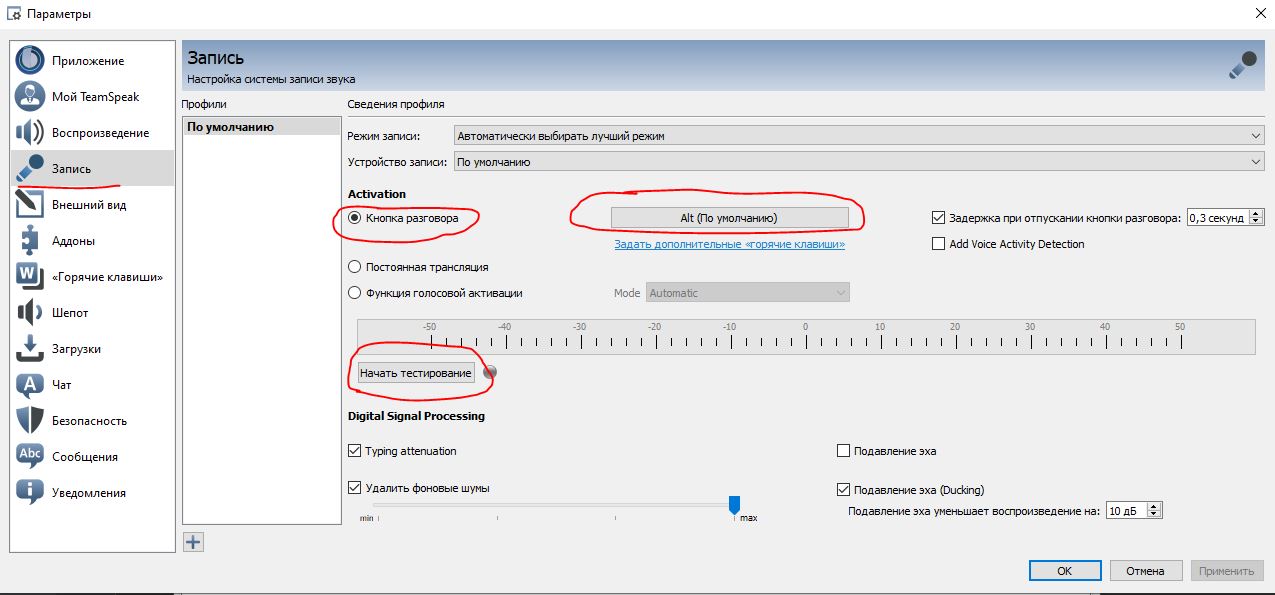 Параметры
Приложение
Мой TeamSpeak
Воспроизведение
Запись
Внешний вид
Аддоны
«Горячие клавиши»
Шепот
Загрузки
Чат
Безопасность
Сообщения
Уведомления
Запись
Настройка системы записи звука
Профили
По умолчанию
Сведения профиля
Режим записи: Автоматически выбирать лучший режим
Устройство записи: По умолчанию
Activation
Кнопка разговора Alt (По умолчанию) Задержка при отпускании кнопки разговора: 0,3 секунд
Задать дополнительные «горячие клавиши» Add Voice Activity Detection
Постоянная трансляция
Функция голосовой активации Mode Automatic
-50 -40 -30 -20 -10 0 10 20 30 40 50
Начать тестирование
Digital Signal Processing
Typing attenuation Подавление эха
Удалить фоновые шумы Подавление эха (Ducking)
min max Подавление эха уменьшает воспроизведение на: 10 дБ
OK Отмена Применить
W
A
Abc